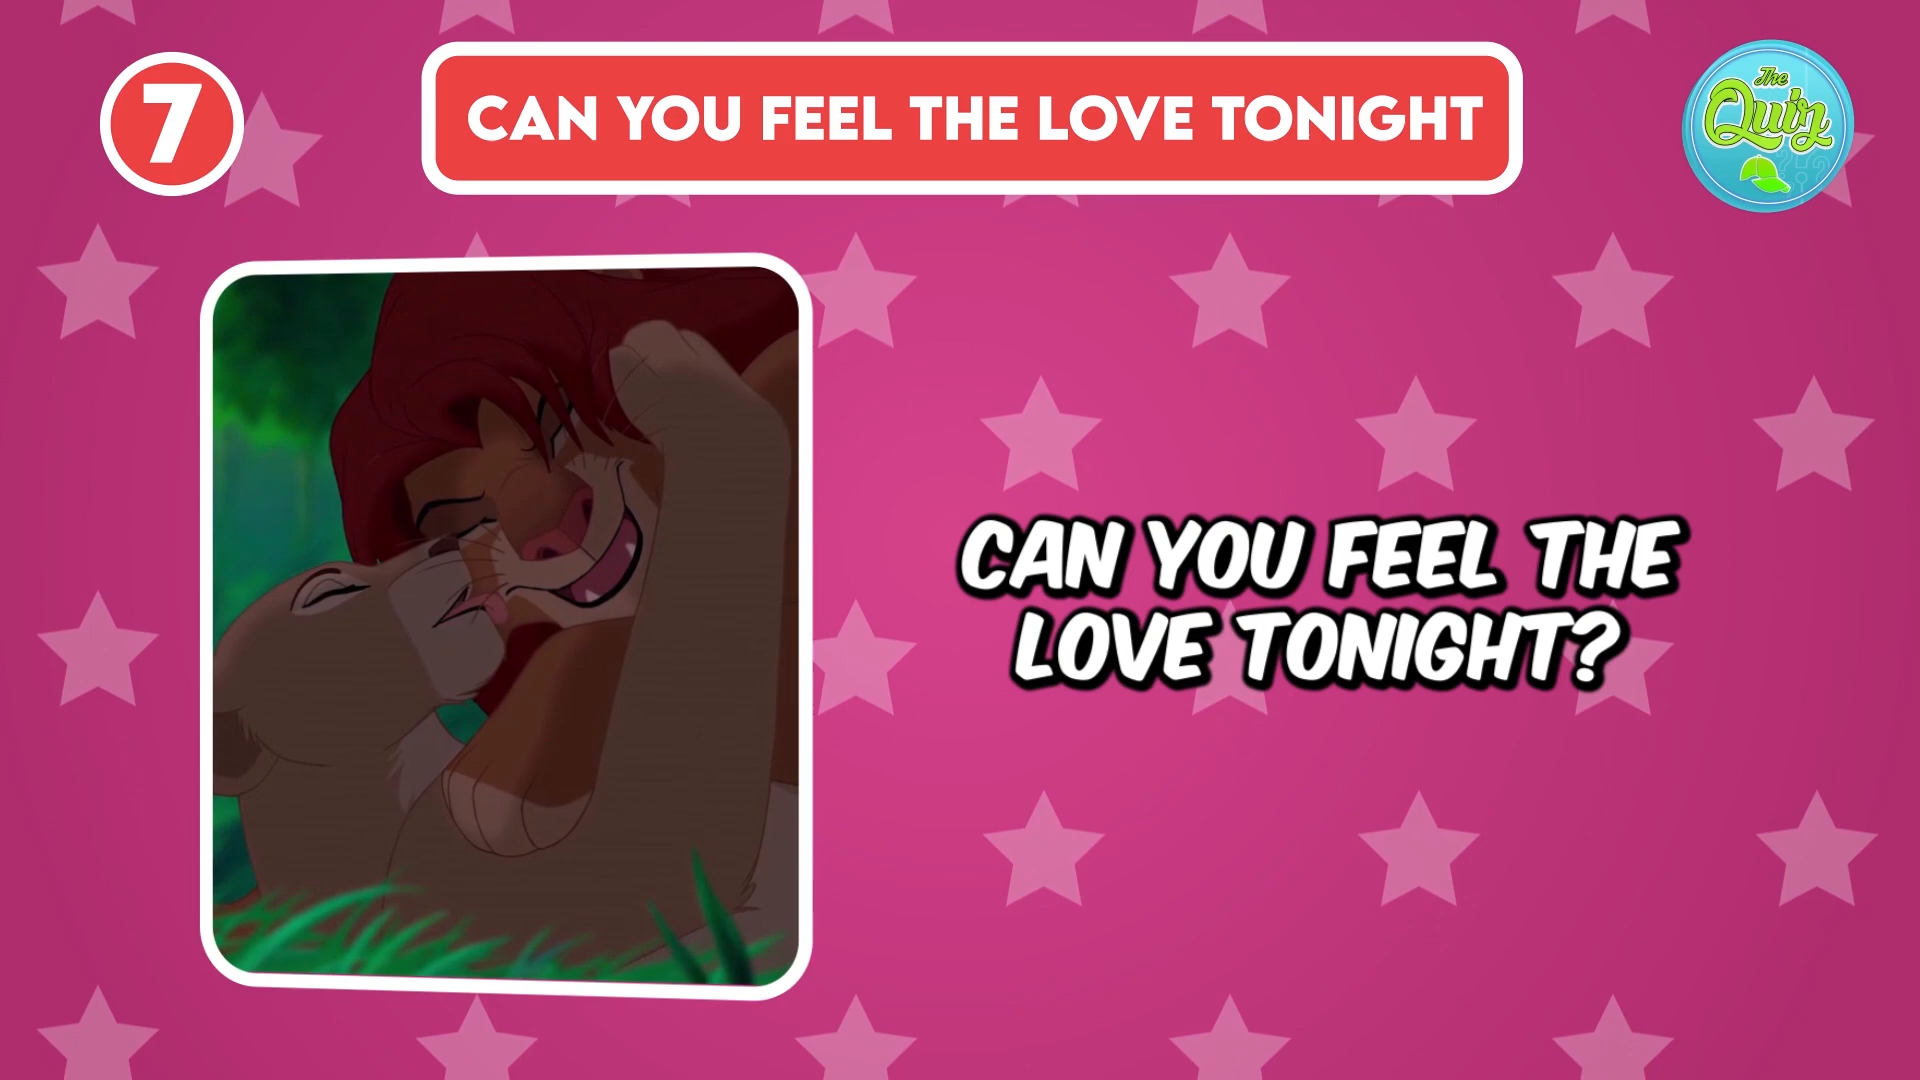 7
CAN YOU FEEL THE LOVE TONIGHT
The
Quiz
CAN YOU FEEL THE
LOVE TONIGHT?